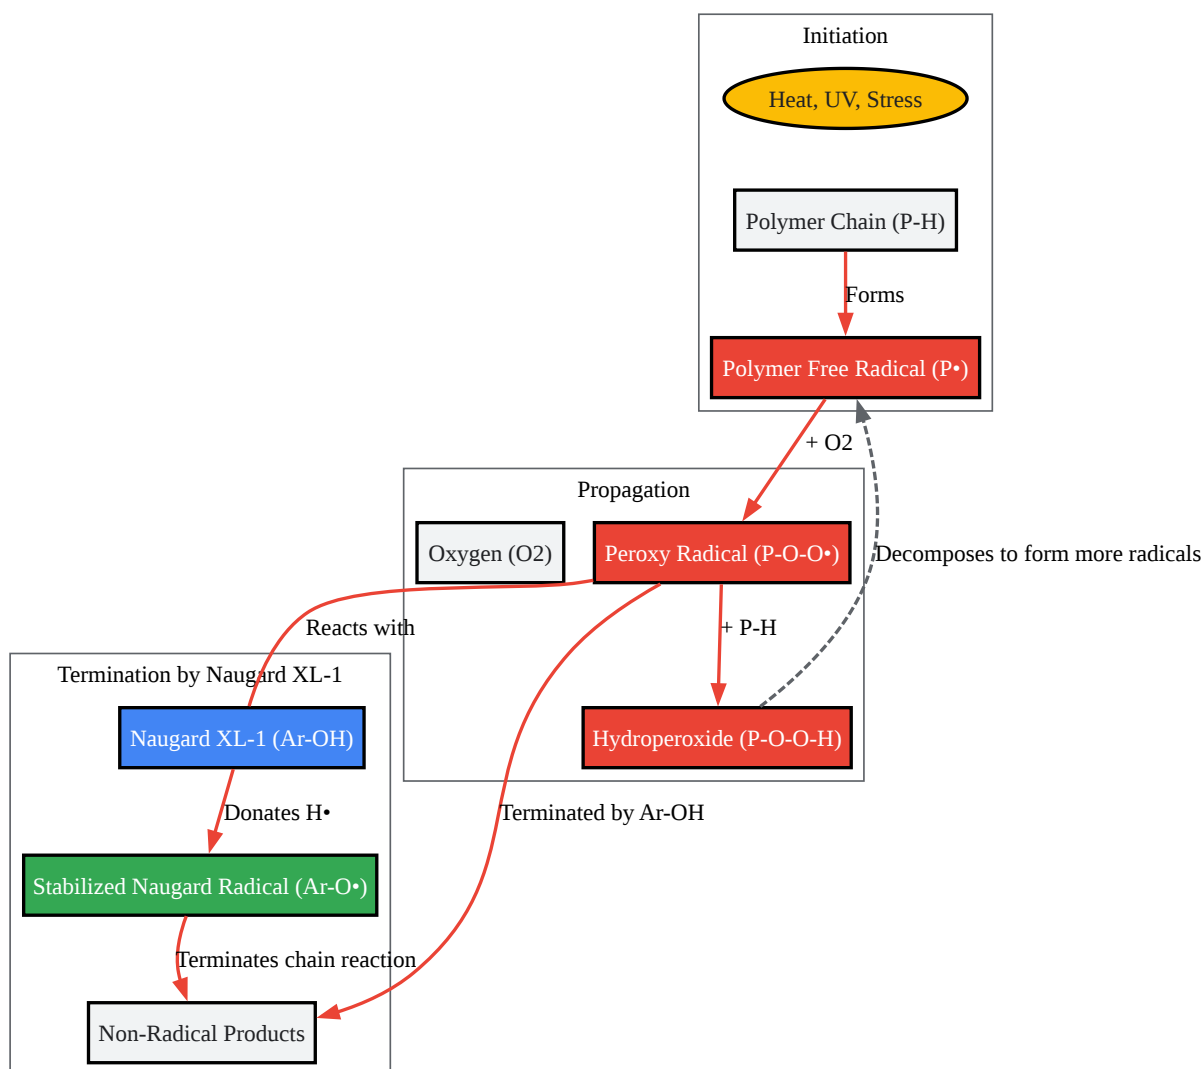 Initiation
Heat, UV, Stress
Polymer Chain (P-H)
Forms
Polymer Free Radical (P•)
+ O2
Propagation
Oxygen (O2)
Peroxy Radical (P-O-O•)
Decomposes to form more radicals
Reacts with
+ P-H
Termination by Naugard XL-1
Naugard XL-1 (Ar-OH)
Hydroperoxide (P-O-O-H)
Donates H•
Terminated by Ar-OH
Stabilized Naugard Radical (Ar-O•)
Terminates chain reaction
Non-Radical Products